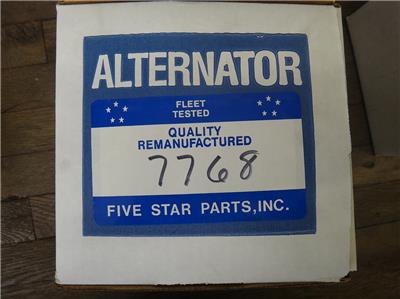 ALTERNATOR
FLEET
TESTED
QUALITY
REMANUFACTURED
7768
FIVE STAR PARTS, INC.